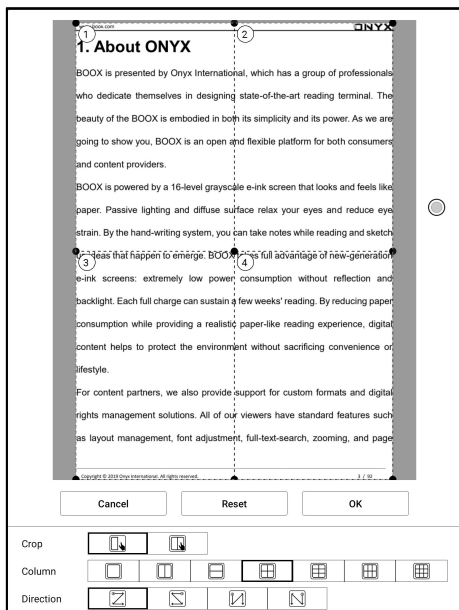 www.boox.com
ONYX
1
2
1. About ONYX
BOOX is presented by Onyx International, which has a group of professionals
who dedicate themselves in designing state-of-the-art reading terminal. The
beauty of the BOOX is embodied in both its simplicity and its power. As we are
going to show you, BOOX is an open and flexible platform for both consumers
and content providers.
BOOX is powered by a 16-level grayscale e-ink screen that looks and feels like
paper. Passive lighting and diffuse surface relax your eyes and reduce eye
strain. By the hand-writing system, you can take notes while reading and sketch
ideas that happen to emerge. BOOX takes full advantage of new-generation
3
4
e-ink screens: extremely low power consumption without reflection and
backlight. Each full charge can sustain a few weeks' reading. By reducing paper
consumption while providing a realistic paper-like reading experience, digital
content helps to protect the environment without sacrificing convenience or
lifestyle.
For content partners, we also provide support for custom formats and digital
rights management solutions. All of our viewers have standard features such
as layout management, font adjustment, full-text-search, zooming, and page
Copyright © 2019 Onyx International. All rights reserved. 3 / 92
Cancel
Reset
OK
Crop
Column
Direction